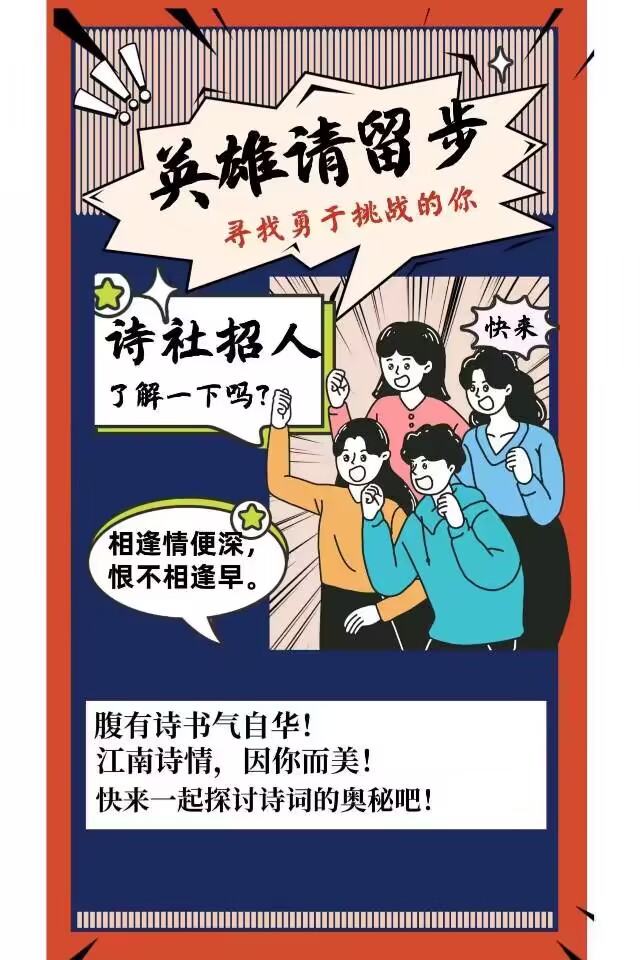 英雄请留步
寻找勇于挑战的你
诗社招人
了解一下吗?
快来
相逢情便深，
恨不相逢早。
腹有诗书气自华！
江南诗情，因你而美！
快来一起探讨诗词的奥秘吧！